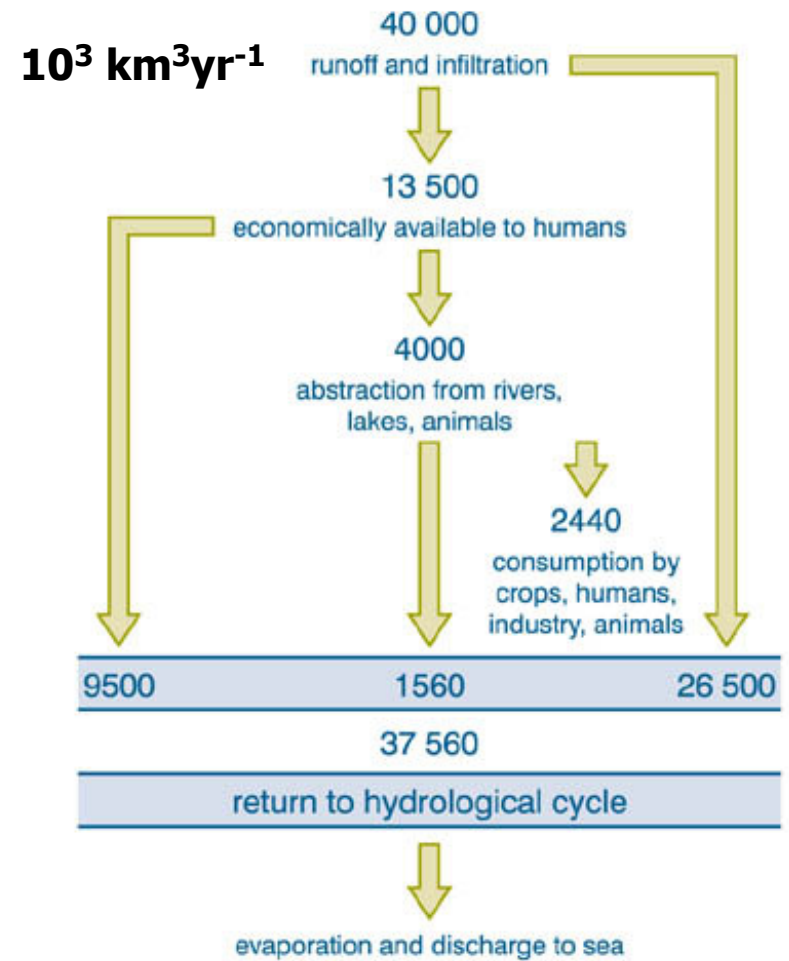 40 000
10³ km³yr⁻¹
runoff and infiltration
13 500
economically available to humans
4000
abstraction from rivers,
lakes, animals
2440
consumption by
crops, humans,
industry, animals
9500 1560 26 500
37 560
return to hydrological cycle
evaporation and discharge to sea